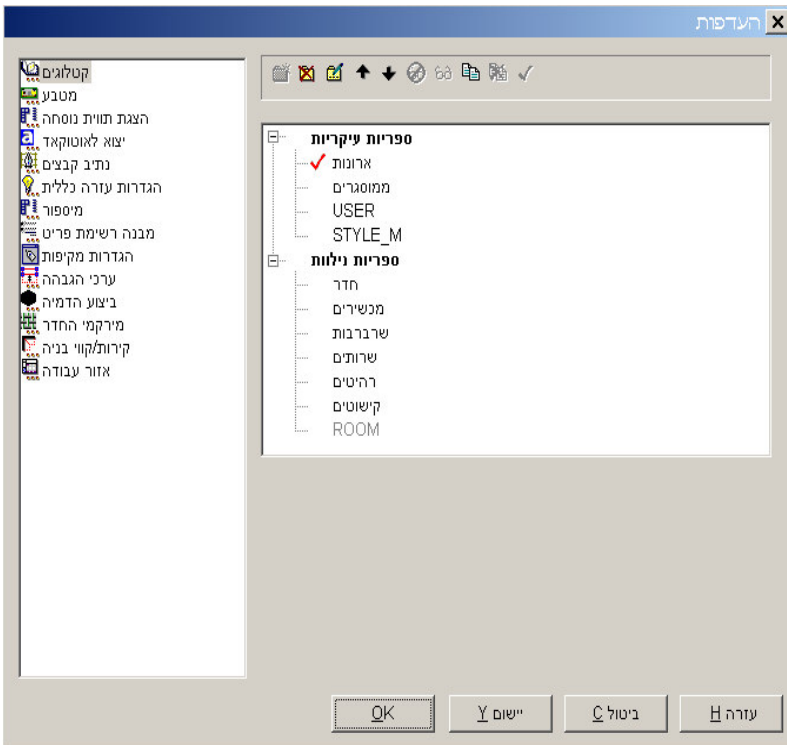 העדפות
קטלוגים
מטבע
הצגת תווית נוסחה
יצוא לאוטוקאד
נתיב קבצים
הגדרות עזרה כללית
מיספור
מבנה רשימת פריט
הגדרות מקיפות
ערכי הגבהה
ביצוע הדמיה
מירקמי החדר
קירות/קווי בניה
אזור עבודה
ספריות עיקריות
ארונות
ממוסגרים
USER
STYLE_M
ספריות נילוות
חדר
מכשירים
שרברבות
שרותים
רהיטים
קישוטים
ROOM
OK
יישום Y
ביטול C
עזרה H